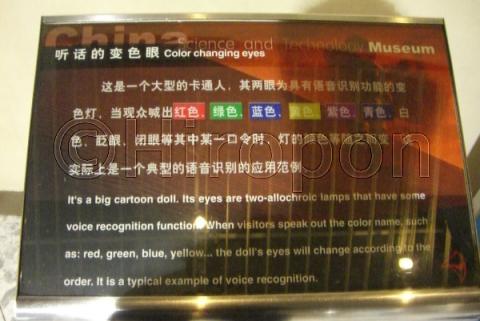 China Science and Technology Museum
听话的变色眼 Color changing eyes
这是一个大型的卡通人，其两眼为具有语音识别功能的变
色灯，当观众喊出红色、绿色、蓝色、黄色、紫色、青色、白
色、眨眼、闭眼等其中某一口令时，灯的颜色等随之而变，该
实际上是一个典型的语音识别的应用范例
It's a big cartoon doll. Its eyes are two-allochroic lamps that have some
voice recognition function. When visitors speak out the color name, such
as: red, green, blue, yellow... the doll's eyes will change according to the
order. It is a typical example of voice recognition.
©hiropon